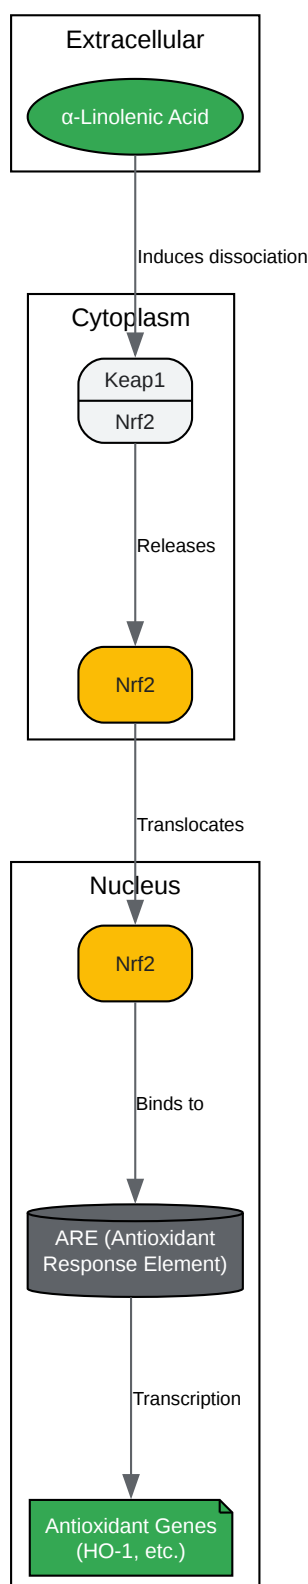 Extracellular
α-Linolenic Acid
Induces dissociation
Cytoplasm
Keap1
Nrf2
Releases
Nrf2
Translocates
Nucleus
Nrf2
Binds to
ARE (Antioxidant
Response Element)
Transcription
Antioxidant Genes
(HO-1, etc.)